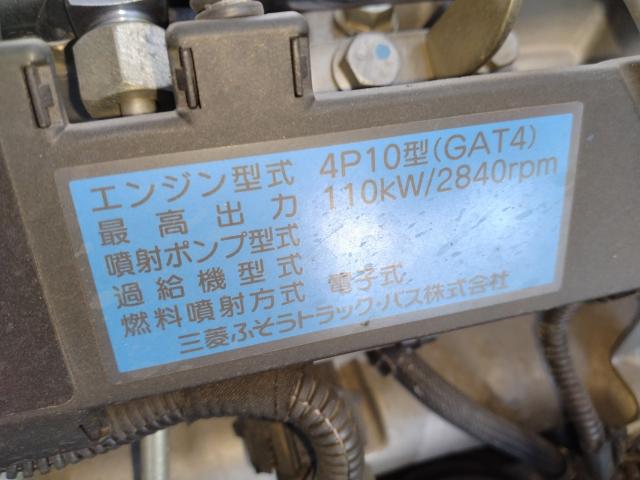 エンジン型式 4P10型(GAT4)
最高出力 110kW/2840rpm
噴射ポンプ型式
過給機型式
燃料噴射方式 電子式
三菱ふそうトラック・バス株式会社